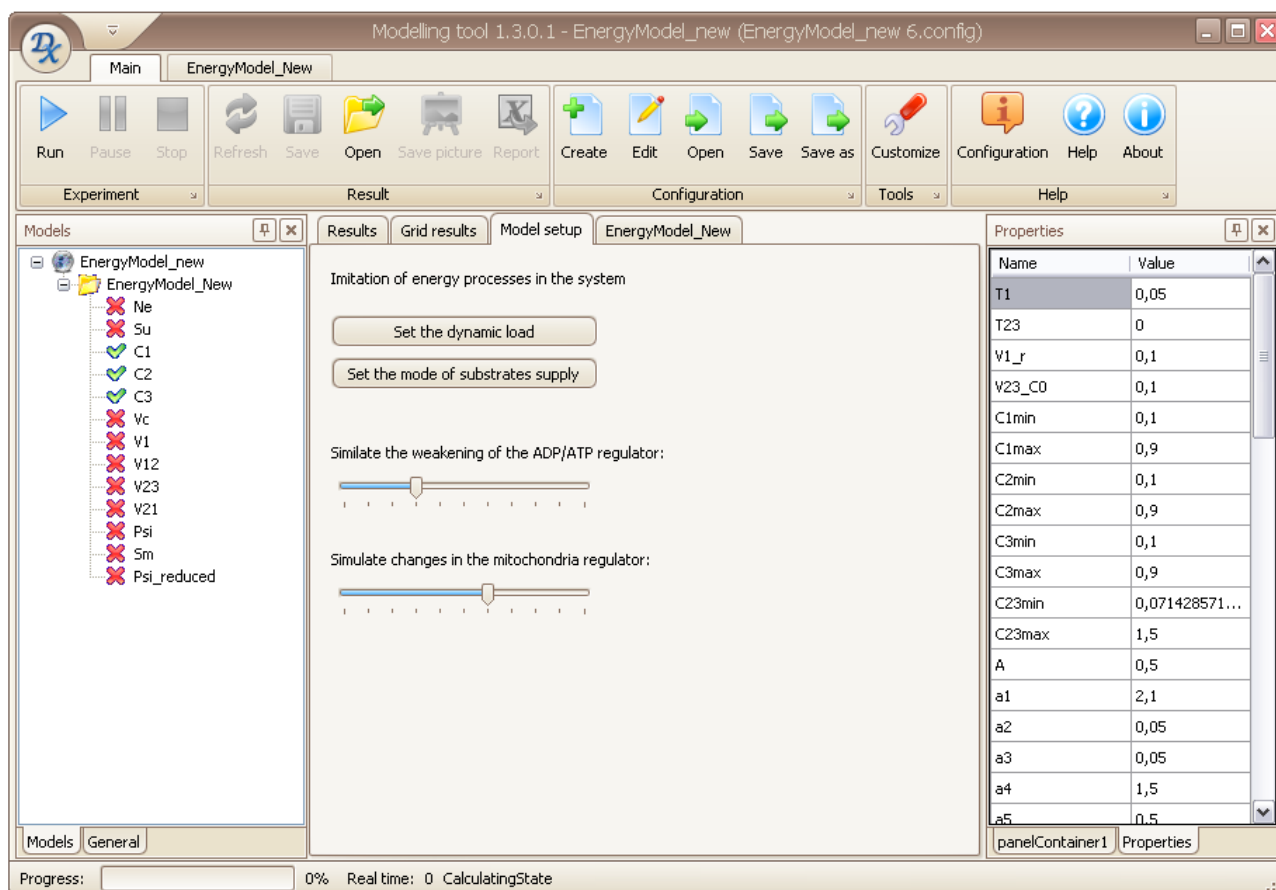 Modelling tool 1.3.0.1 - EnergyModel_new (EnergyModel_new 6.config)
Main EnergyModel_New
Run Pause Stop Refresh Save Open Save picture Report Create Edit Open Save Save as Customize Configuration Help About
Experiment Result Configuration Tools Help
Models
EnergyModel_new
EnergyModel_New
Ne
Su
C1
C2
C3
Vc
V1
V12
V23
V21
Psi
Sm
Psi_reduced
Models General
Results Grid results Model setup EnergyModel_New
Imitation of energy processes in the system
Set the dynamic load
Set the mode of substrates supply
Similate the weakening of the ADP/ATP regulator:
Simulate changes in the mitochondria regulator:
Properties
Name Value
T1 0,05
T23 0
V1_r 0,1
V23_C0 0,1
C1min 0,1
C1max 0,9
C2min 0,1
C2max 0,9
C3min 0,1
C3max 0,9
C23min 0,071428571...
C23max 1,5
A 0,5
a1 2,1
a2 0,05
a3 0,05
a4 1,5
a5 0,5
panelContainer1 Properties
Progress: 0% Real time: 0 CalculatingState